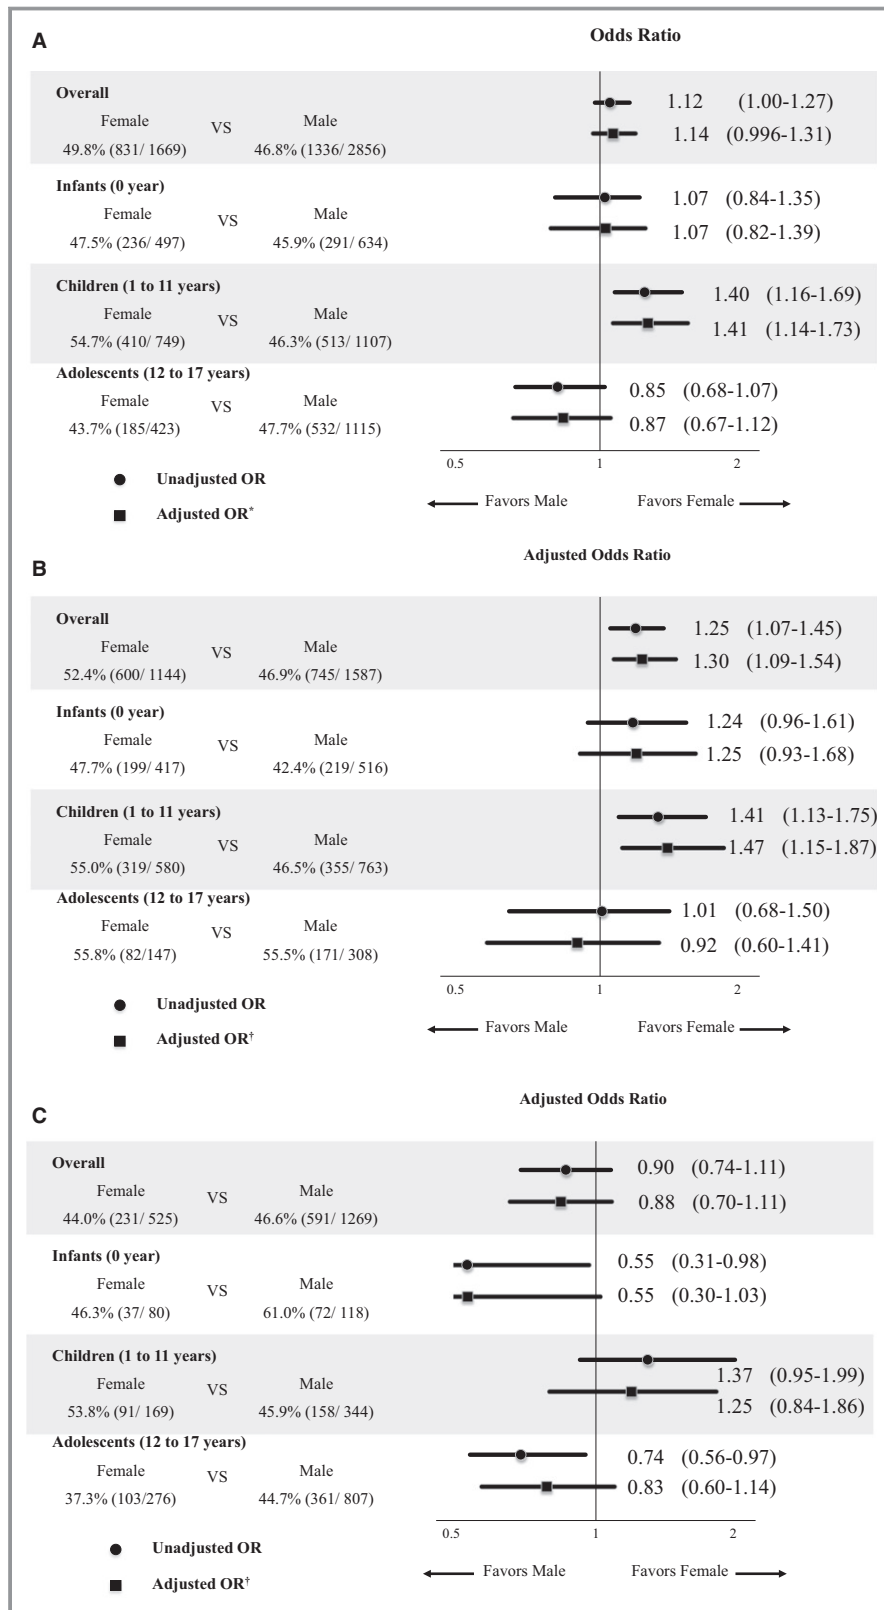 A
Odds Ratio
Overall
Female VS Male
49.8% (831/ 1669) 46.8% (1336/ 2856)
1.12 (1.00-1.27)
1.14 (0.996-1.31)
Infants (0 year)
Female VS Male
47.5% (236/ 497) 45.9% (291/ 634)
1.07 (0.84-1.35)
1.07 (0.82-1.39)
Children (1 to 11 years)
Female VS Male
54.7% (410/ 749) 46.3% (513/ 1107)
1.40 (1.16-1.69)
1.41 (1.14-1.73)
Adolescents (12 to 17 years)
Female VS Male
43.7% (185/423) 47.7% (532/ 1115)
0.85 (0.68-1.07)
0.87 (0.67-1.12)
0.5 1 2
Unadjusted OR
Favors Male Favors Female
Adjusted OR*
B
Adjusted Odds Ratio
Overall
Female VS Male
52.4% (600/ 1144) 46.9% (745/ 1587)
1.25 (1.07-1.45)
1.30 (1.09-1.54)
Infants (0 year)
Female VS Male
47.7% (199/ 417) 42.4% (219/ 516)
1.24 (0.96-1.61)
1.25 (0.93-1.68)
Children (1 to 11 years)
Female VS Male
55.0% (319/ 580) 46.5% (355/ 763)
1.41 (1.13-1.75)
1.47 (1.15-1.87)
Adolescents (12 to 17 years)
Female VS Male
55.8% (82/147) 55.5% (171/ 308)
1.01 (0.68-1.50)
0.92 (0.60-1.41)
0.5 1 2
Unadjusted OR
Favors Male Favors Female
Adjusted OR†
C
Adjusted Odds Ratio
Overall
Female VS Male
44.0% (231/ 525) 46.6% (591/ 1269)
0.90 (0.74-1.11)
0.88 (0.70-1.11)
Infants (0 year)
Female VS Male
46.3% (37/ 80) 61.0% (72/ 118)
0.55 (0.31-0.98)
0.55 (0.30-1.03)
Children (1 to 11 years)
Female VS Male
53.8% (91/ 169) 45.9% (158/ 344)
1.37 (0.95-1.99)
1.25 (0.84-1.86)
Adolescents (12 to 17 years)
Female VS Male
37.3% (103/276) 44.7% (361/ 807)
0.74 (0.56-0.97)
0.83 (0.60-1.14)
0.5 1 2
Unadjusted OR
Favors Male Favors Female
Adjusted OR†